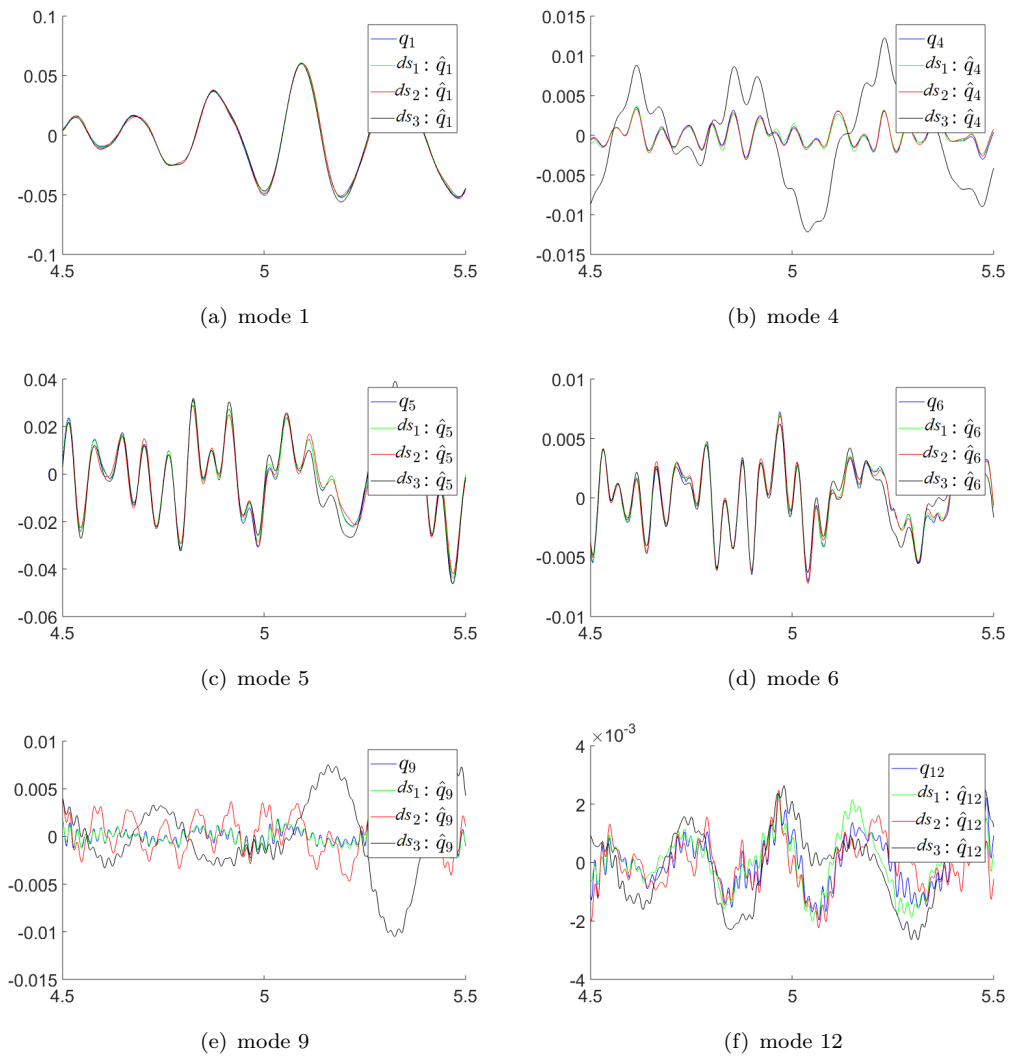 0.1
0.05
0
-0.05
-0.1
4.5
5
5.5
q1
ds1: q̂1
ds2: q̂1
ds3: q̂1
(a) mode 1
0.015
0.01
0.005
0
-0.005
-0.01
-0.015
4.5
5
5.5
q4
ds1: q̂4
ds2: q̂4
ds3: q̂4
(b) mode 4
0.04
0.02
0
-0.02
-0.04
-0.06
4.5
5
5.5
q5
ds1: q̂5
ds2: q̂5
ds3: q̂5
(c) mode 5
0.01
0.005
0
-0.005
-0.01
4.5
5
5.5
q6
ds1: q̂6
ds2: q̂6
ds3: q̂6
(d) mode 6
0.01
0.005
0
-0.005
-0.01
-0.015
4.5
5
5.5
q9
ds1: q̂9
ds2: q̂9
ds3: q̂9
(e) mode 9
×10-3
4
2
0
-2
-4
4.5
5
5.5
q12
ds1: q̂12
ds2: q̂12
ds3: q̂12
(f) mode 12